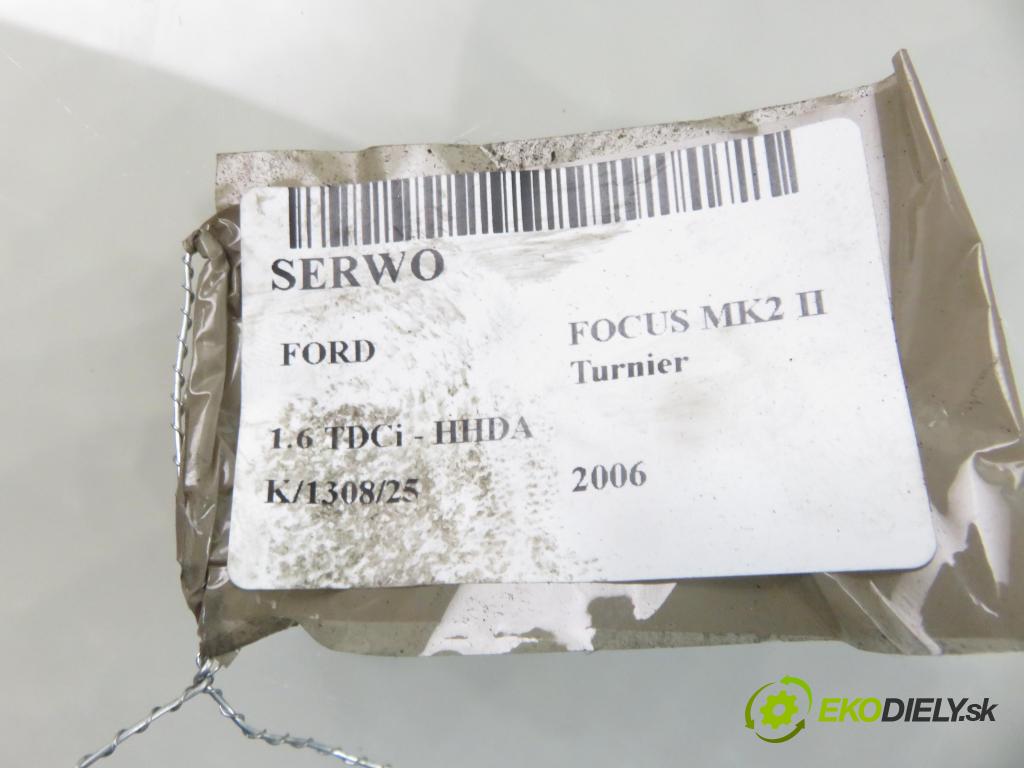 SERWO
FORD
FOCUS MK2 II
Turnier
1.6 TDCi - HHDA
K/1308/25
2006
EKODIELY.sk